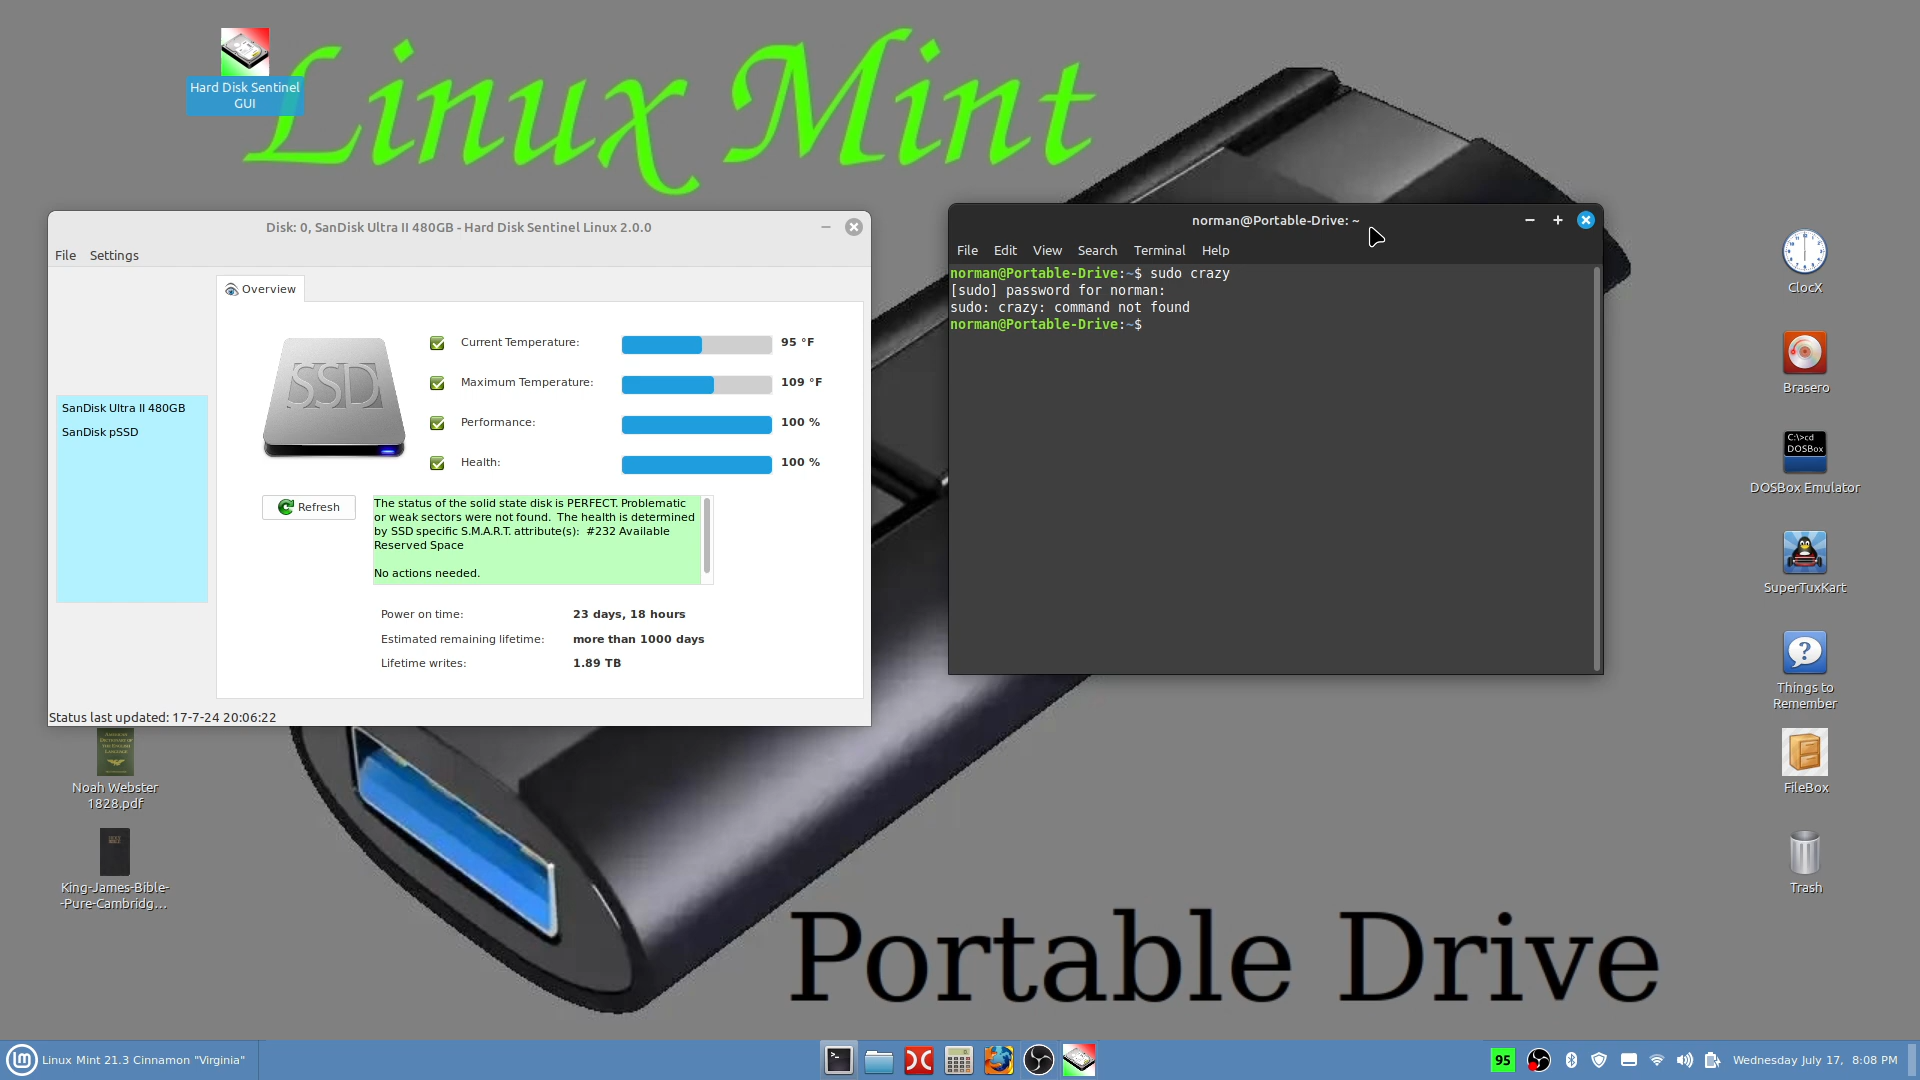 Linux Mint
Hard Disk Sentinel
GUI
Disk: 0, SanDisk Ultra II 480GB - Hard Disk Sentinel Linux 2.0.0
File Settings
Overview
SanDisk Ultra II 480GB
SanDisk pSSD
SSD
Current Temperature: 95 °F
Maximum Temperature: 109 °F
Performance: 100 %
Health: 100 %
Refresh
The status of the solid state disk is PERFECT. Problematic
or weak sectors were not found. The health is determined
by SSD specific S.M.A.R.T. attribute(s): #232 Available
Reserved Space
No actions needed.
Power on time: 23 days, 18 hours
Estimated remaining lifetime: more than 1000 days
Lifetime writes: 1.89 TB
Status last updated: 17-7-24 20:06:22
norman@Portable-Drive: ~
File Edit View Search Terminal Help
norman@Portable-Drive:~$ sudo crazy
[sudo] password for norman:
sudo: crazy: command not found
norman@Portable-Drive:~$
ClocX
Brasero
C:\>cd
DOSBox
DOSBox Emulator
SuperTuxKart
Things to
Remember
FileBox
Trash
AMERICAN
DICTIONARY OF
THE ENGLISH
LANGUAGE
Noah Webster
1828.pdf
HOLY
BIBLE
King-James-Bible-
-Pure-Cambridg...
Portable Drive
Linux Mint 21.3 Cinnamon "Virginia"
95
Wednesday July 17, 8:08 PM